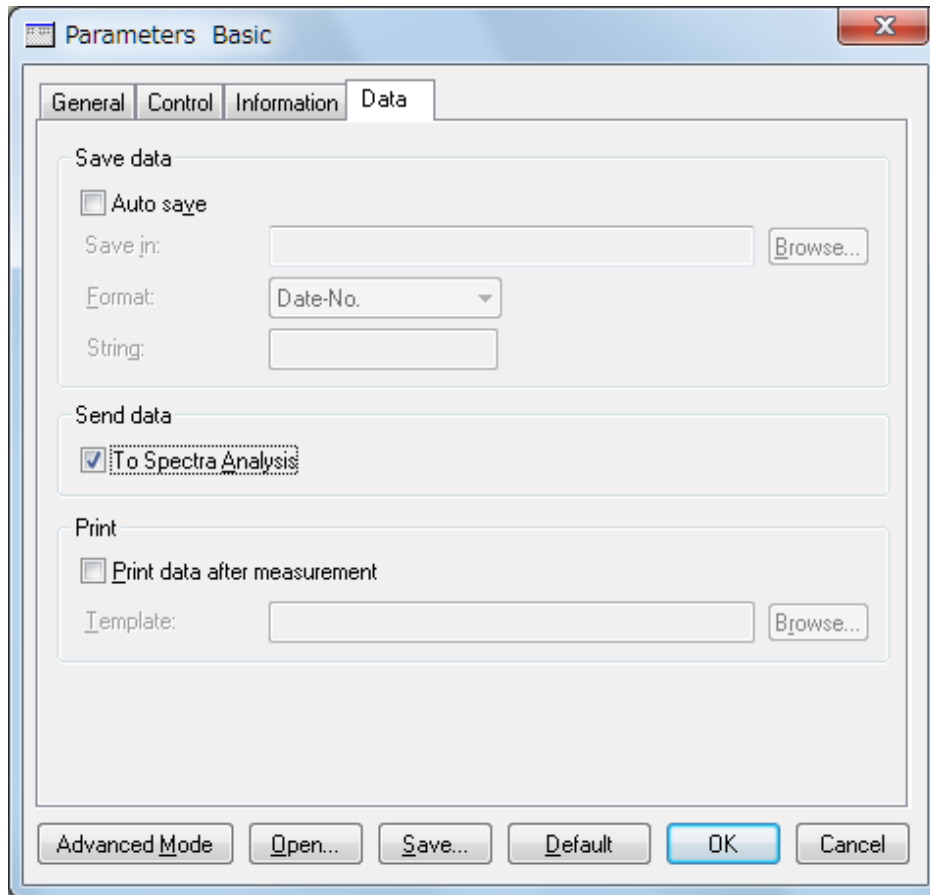 Parameters Basic
General Control Information Data
Save data
Auto save
Save in: Browse...
Format: Date-No.
String:
Send data
To Spectra Analysis
Print
Print data after measurement
Template: Browse...
Advanced Mode Open... Save... Default OK Cancel